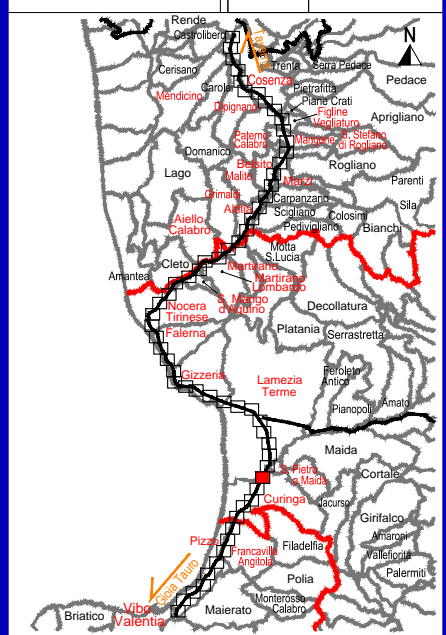 Rende
Castrolibero
Taverna
N
Cerisano
Trenta
Serra Pedace
Cosenza
Pedace
Mendicino
Carolei
Pietrafitta
Dipignano
Piane Crati
Figline
Vegliaturo
Aprigliano
Paterno
Calabro
Mangone
S. Stefano
di Rogliano
Domanico
Belsito
Rogliano
Lago
Malito
Marzi
Parenti
Grimaldi
Carpanzano
Sila
Altilia
Scigliano
Colosimi
Aiello
Calabro
Pedivigliano
Bianchi
Motta
S.Lucia
Cleto
Martirano
Amantea
Martirano
Lombardo
S. Mango
d'Aquino
Nocera
Tirinese
Decollatura
Falerna
Platania
Serrastretta
Gizzeria
Lamezia
Terme
Feroleto
Antico
Pianopoli
Amato
Maida
S. Pietro
a Maida
Cortale
Curinga
Jacurso
Girifalco
Pizzo
Francavilla
Angitola
Filadelfia
Amaroni
Vallefiorità
Gioia Tauro
Polia
Palermiti
Vibo
Valentia
Monterosso
Calabro
Briatico
Maierato